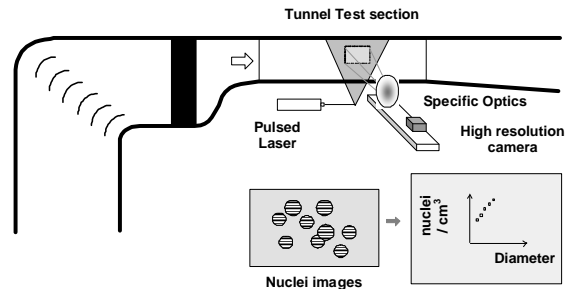 Tunnel Test section
Specific Optics
Pulsed
Laser
High resolution
camera
nuclei
/ cm³
Diameter
Nuclei images